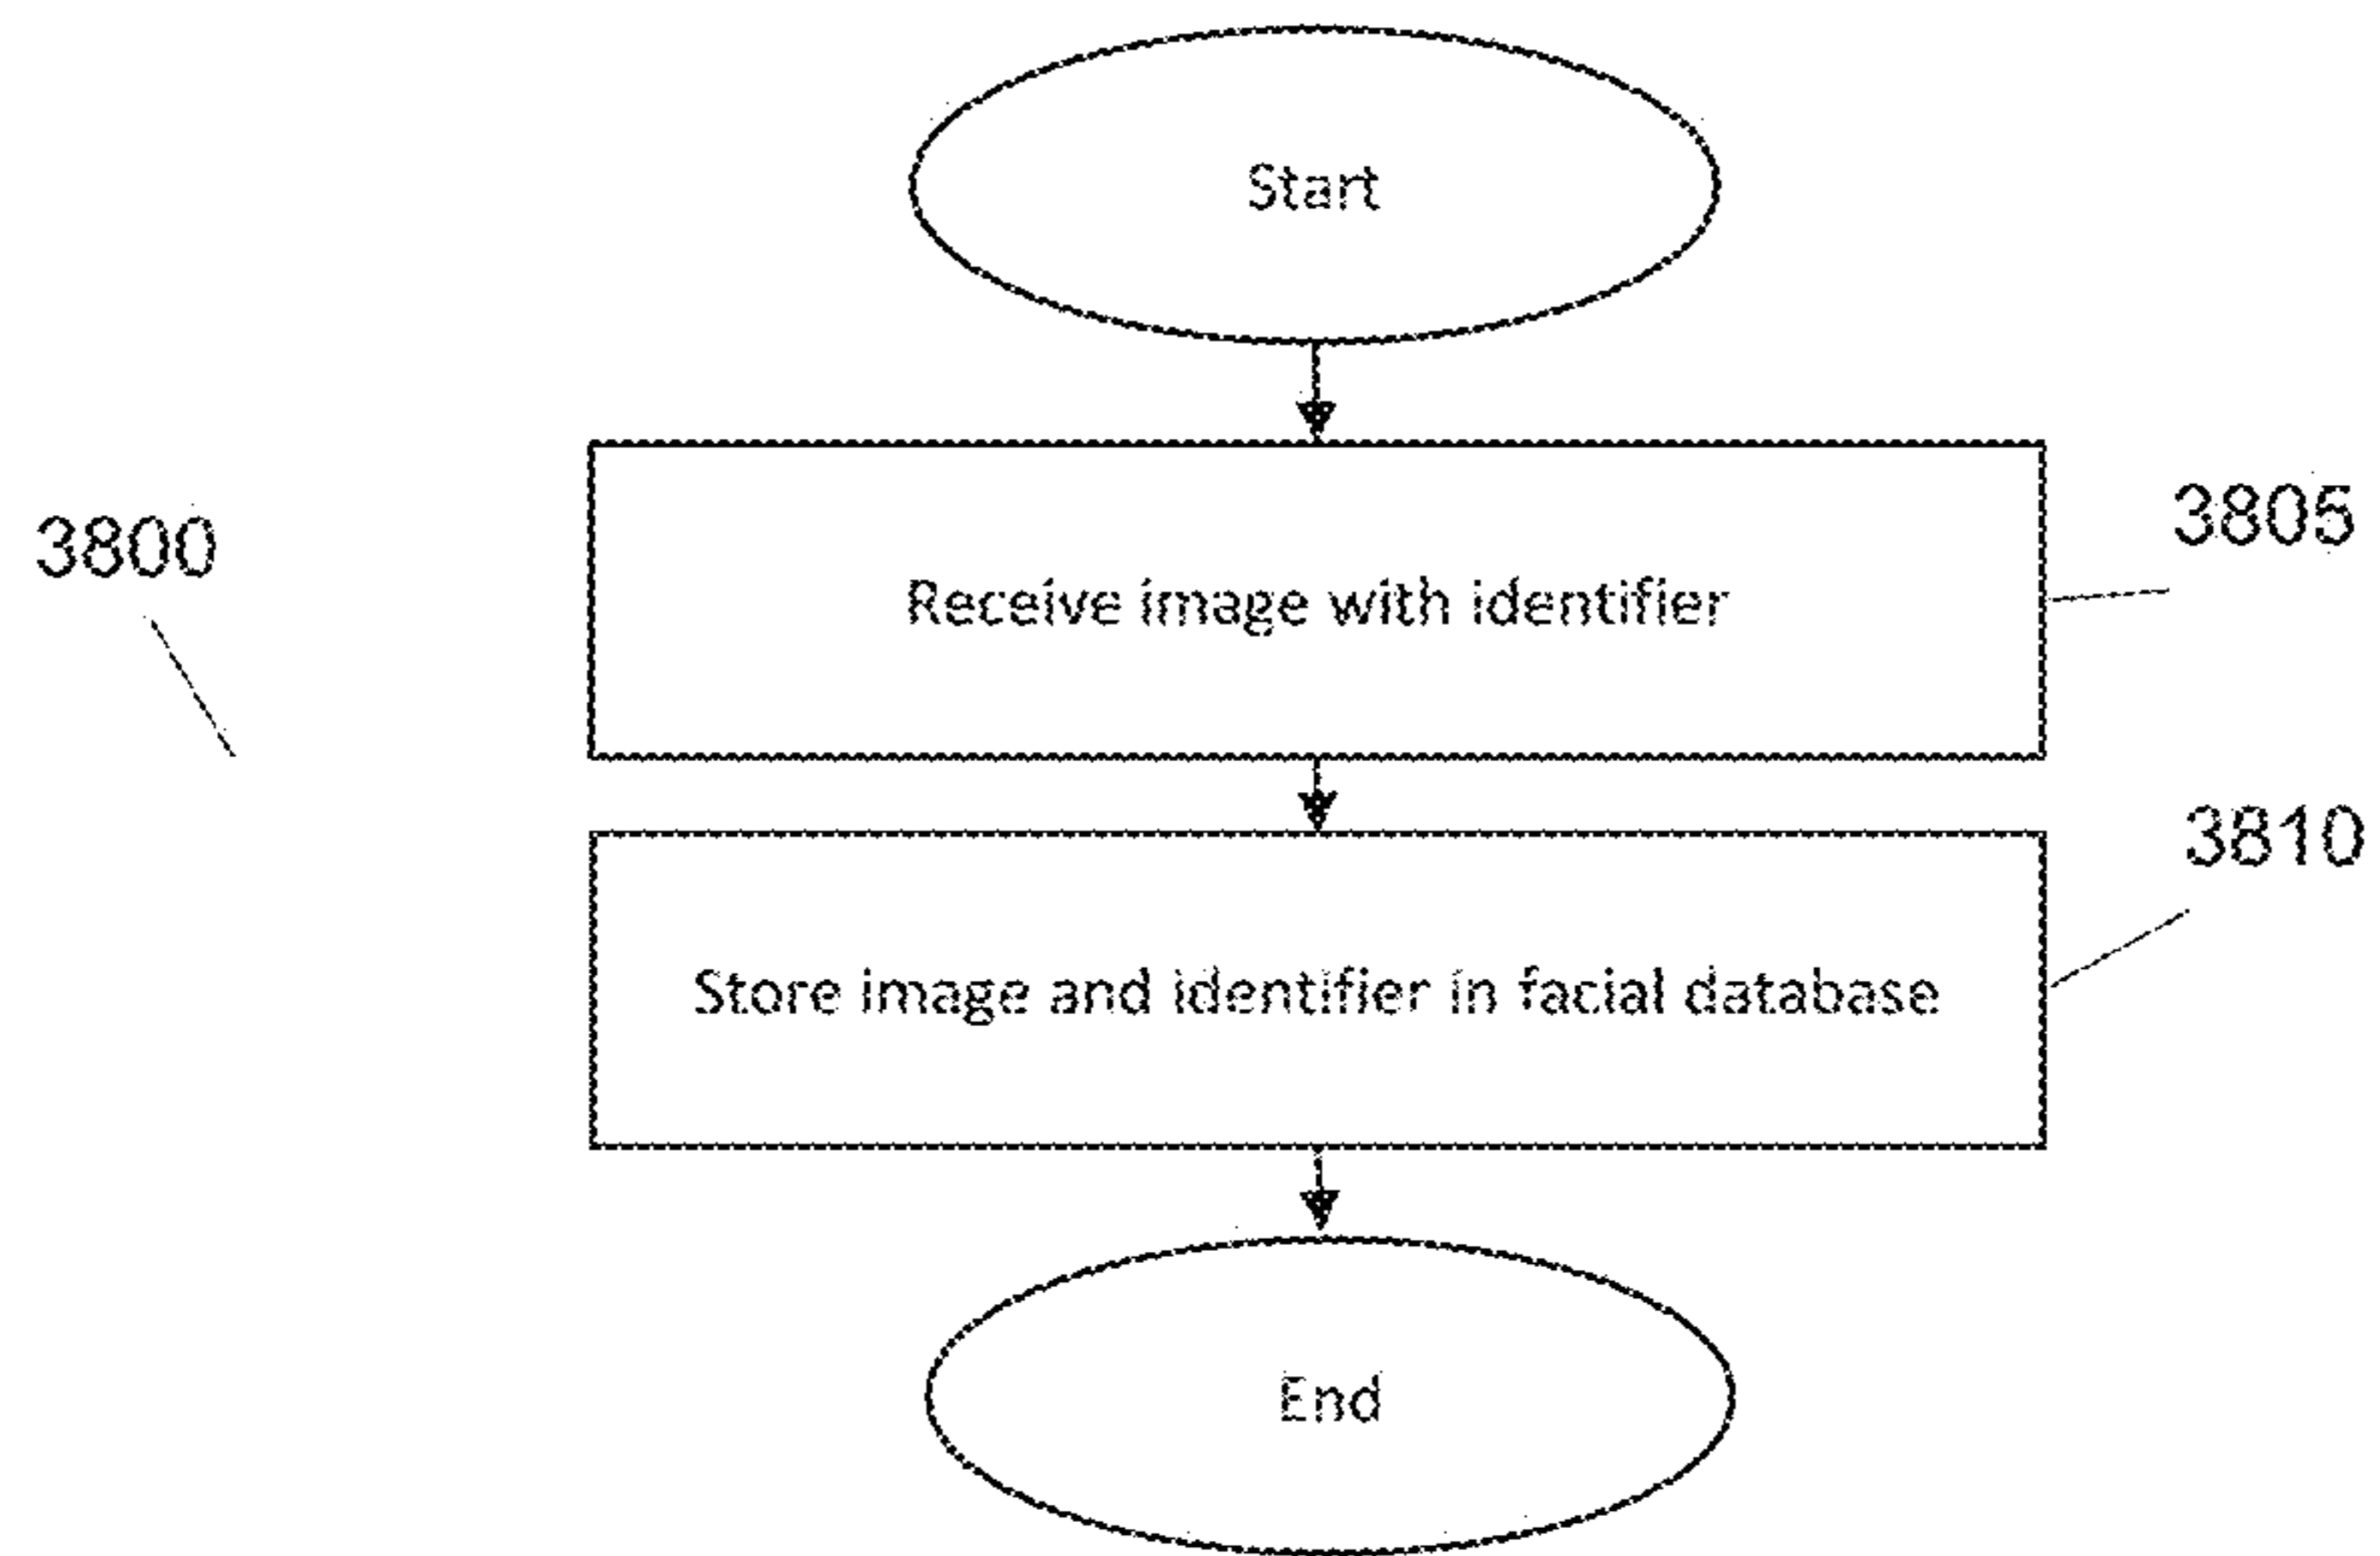 Start
3800
3805
Receive image with identifier
3810
Store image and identifier in facial database
End